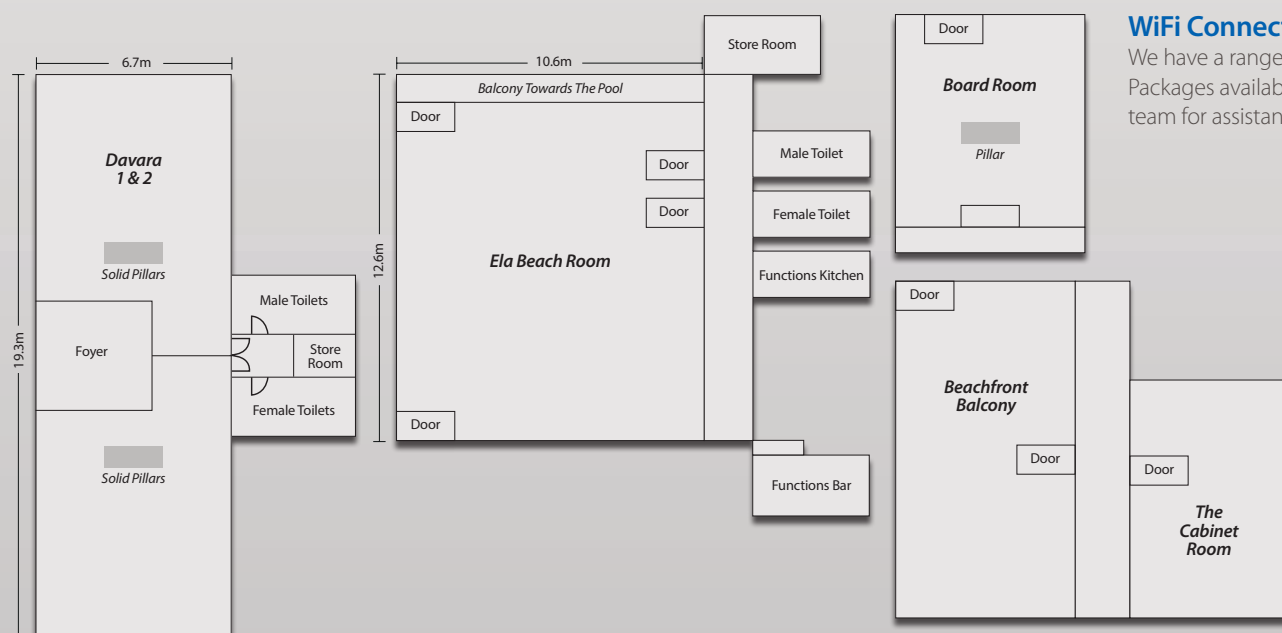 6.7m
19.3m
Davara
1 & 2
Solid Pillars
Foyer
Male Toilets
Store
Room
Female Toilets
Solid Pillars
10.6m
12.6m
Store Room
Balcony Towards The Pool
Door
Door
Door
Ela Beach Room
Door
Male Toilet
Female Toilet
Functions Kitchen
Functions Bar
Door
Board Room
Pillar
Door
Beachfront
Balcony
Door
Door
The
Cabinet
Room
WiFi Connect
We have a range
Packages availab
team for assistan